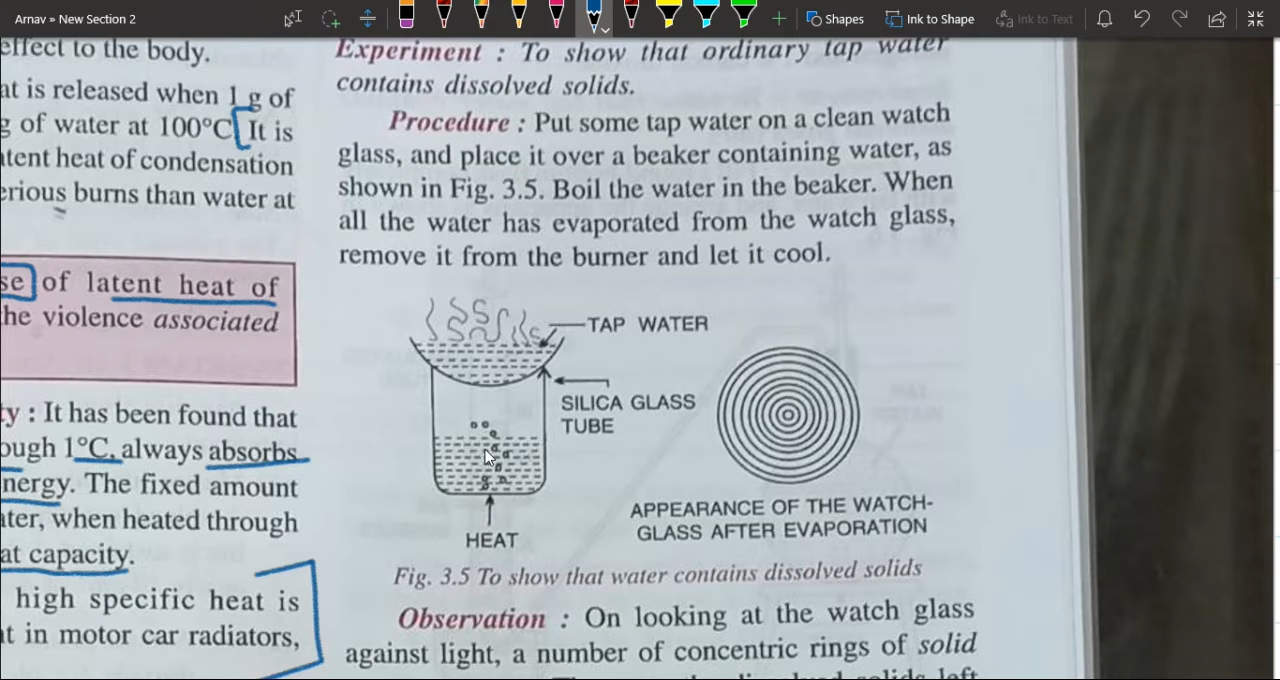 Arnav » New Section 2
Shapes
Ink to Shape
Ink to Text
effect to the body.
at is released when 1 g of
g of water at 100°C. It is
tent heat of condensation
erious burns than water at
se of latent heat of
he violence associated
ty : It has been found that
ough 1°C, always absorbs
nergy. The fixed amount
ater, when heated through
at capacity.
high specific heat is
t in motor car radiators,
Experiment : To show that ordinary tap water
contains dissolved solids.
Procedure : Put some tap water on a clean watch
glass, and place it over a beaker containing water, as
shown in Fig. 3.5. Boil the water in the beaker. When
all the water has evaporated from the watch glass,
remove it from the burner and let it cool.
TAP WATER
SILICA GLASS
TUBE
HEAT
APPEARANCE OF THE WATCH-
GLASS AFTER EVAPORATION
Fig. 3.5 To show that water contains dissolved solids
Observation : On looking at the watch glass
against light, a number of concentric rings of solid
dissolved solids left